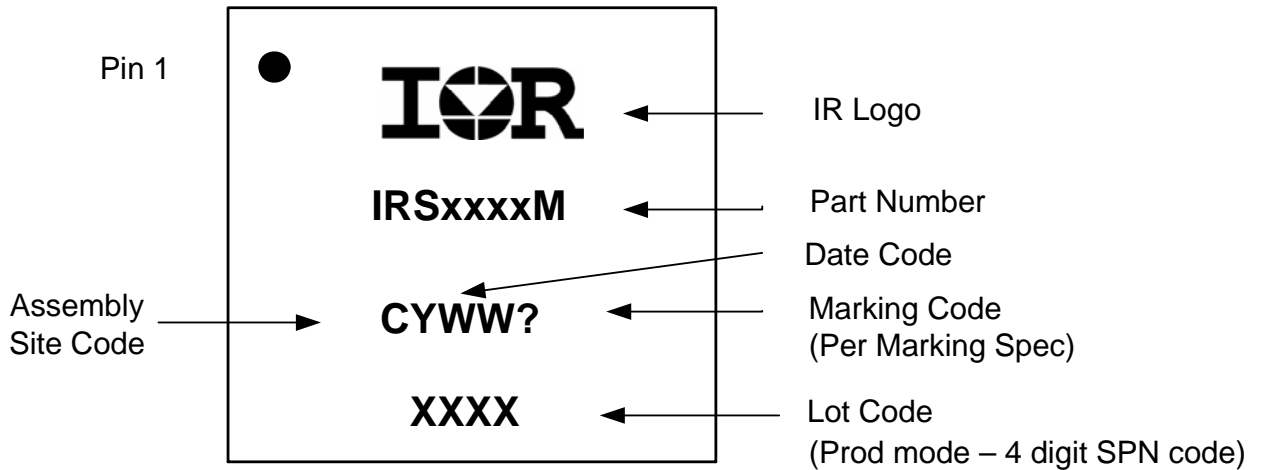 Pin 1
IOR
IR Logo
IRSxxxxM
Part Number
Date Code
Assembly
Site Code
CYWW?
Marking Code
(Per Marking Spec)
XXXX
Lot Code
(Prod mode – 4 digit SPN code)